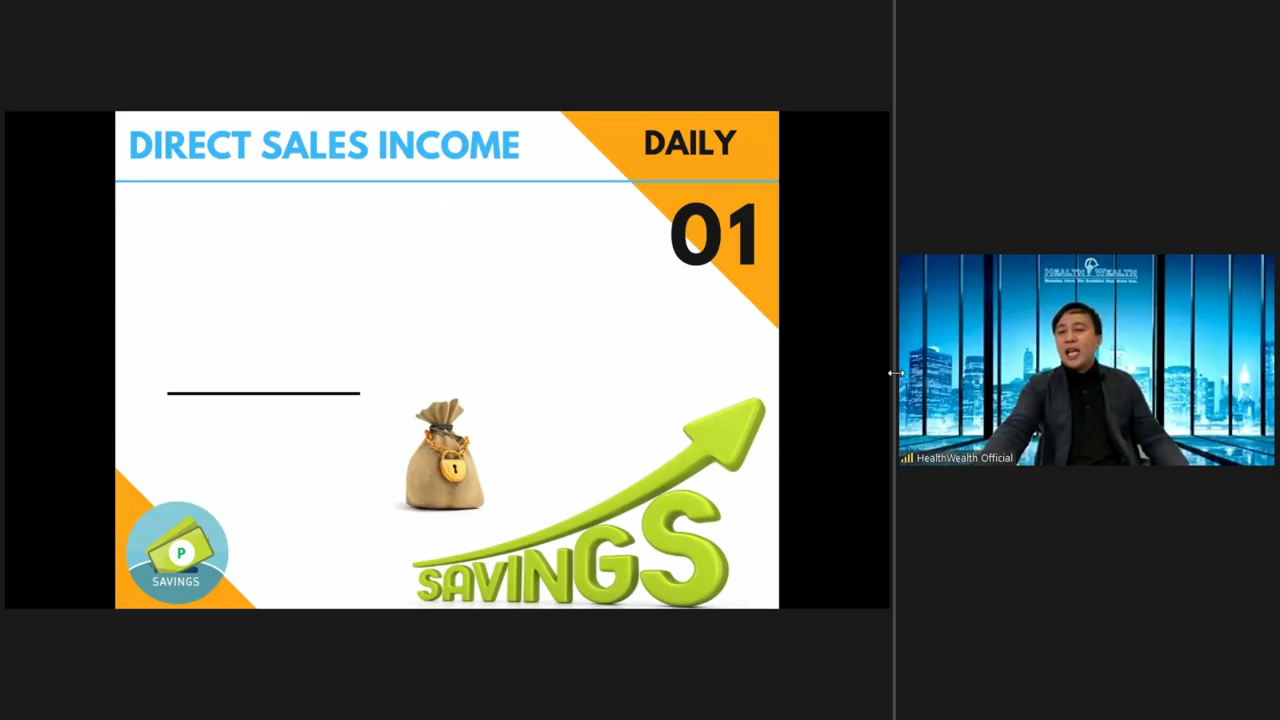 DIRECT SALES INCOME
DAILY
01
P
SAVINGS
SAVINGS
HEALTH WEALTH
HealthWealth Official